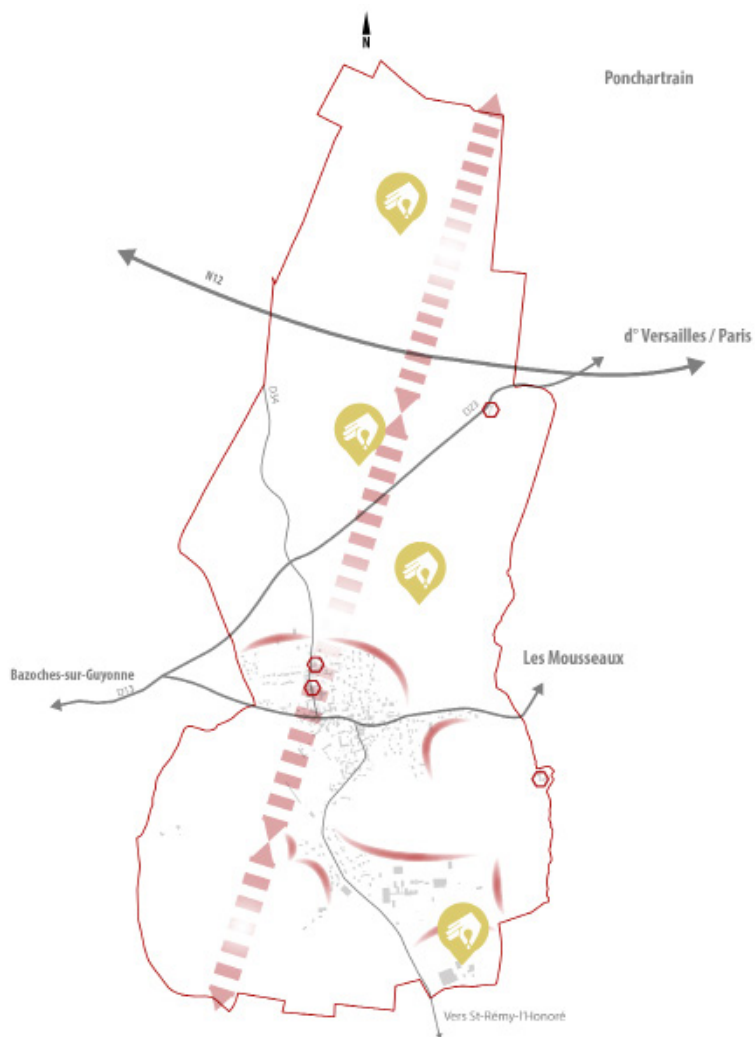 N
Ponchartrain
N12
d° Versailles / Paris
D34
D23
Les Mousseaux
Bazoches-sur-Guyonne
D13
Vers St-Rémy-l'Honoré